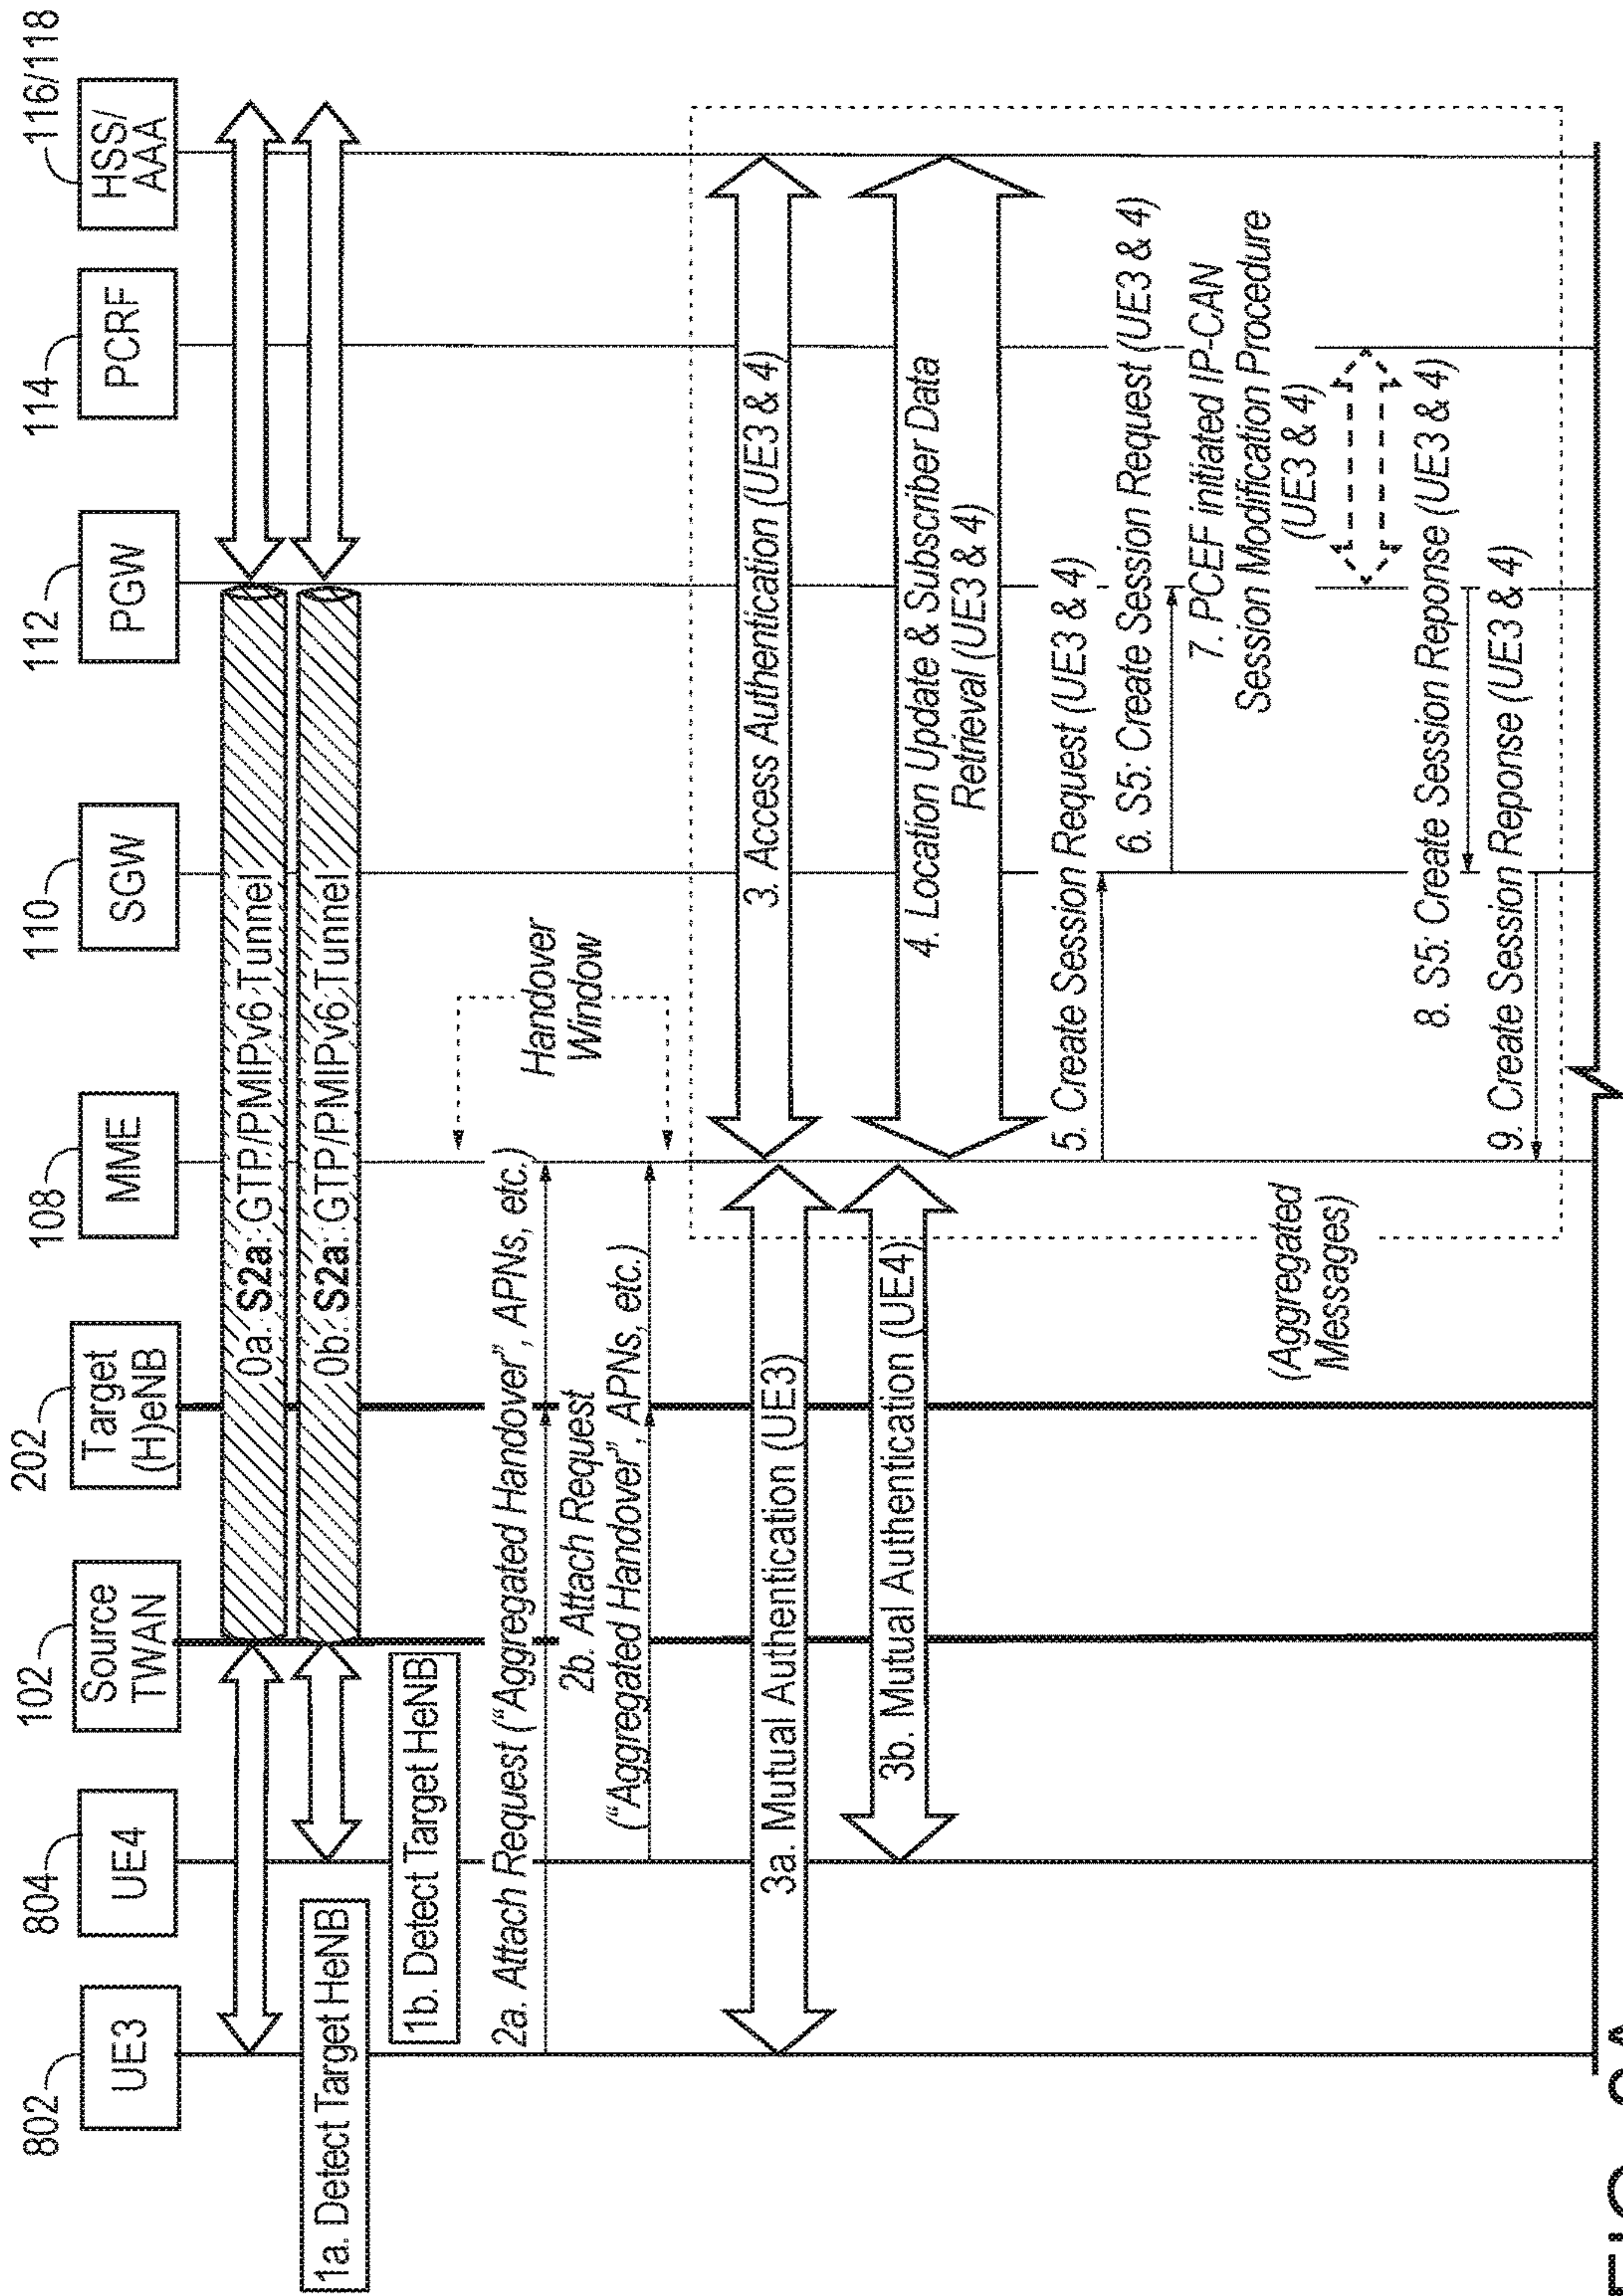 802
804
102
202
108
110
112
114
116/118
UE3
UE4
Source
TWAN
Target
(H)eNB
MME
SGW
PGW
PCRF
HSS/
AAA
0a. S2a: GTP/PMIPv6 Tunnel
0b. S2a: GTP/PMIPv6 Tunnel
1a. Detect Target HeNB
1b. Detect Target HeNB
2a. Attach Request ("Aggregated Handover", APNs, etc.)
2b. Attach Request
("Aggregated Handover", APNs, etc.)
Handover
Window
3. Access Authentication (UE3 & 4)
3a. Mutual Authentication (UE3)
3b. Mutual Authentication (UE4)
4. Location Update & Subscriber Data
Retrieval (UE3 & 4)
5. Create Session Request (UE3 & 4)
6. S5: Create Session Request (UE3 & 4)
7. PCEF initiated IP-CAN
Session Modification Procedure
(UE3 & 4)
(Aggregated
Messages)
8. S5: Create Session Reponse (UE3 & 4)
9. Create Session Reponse (UE3 & 4)